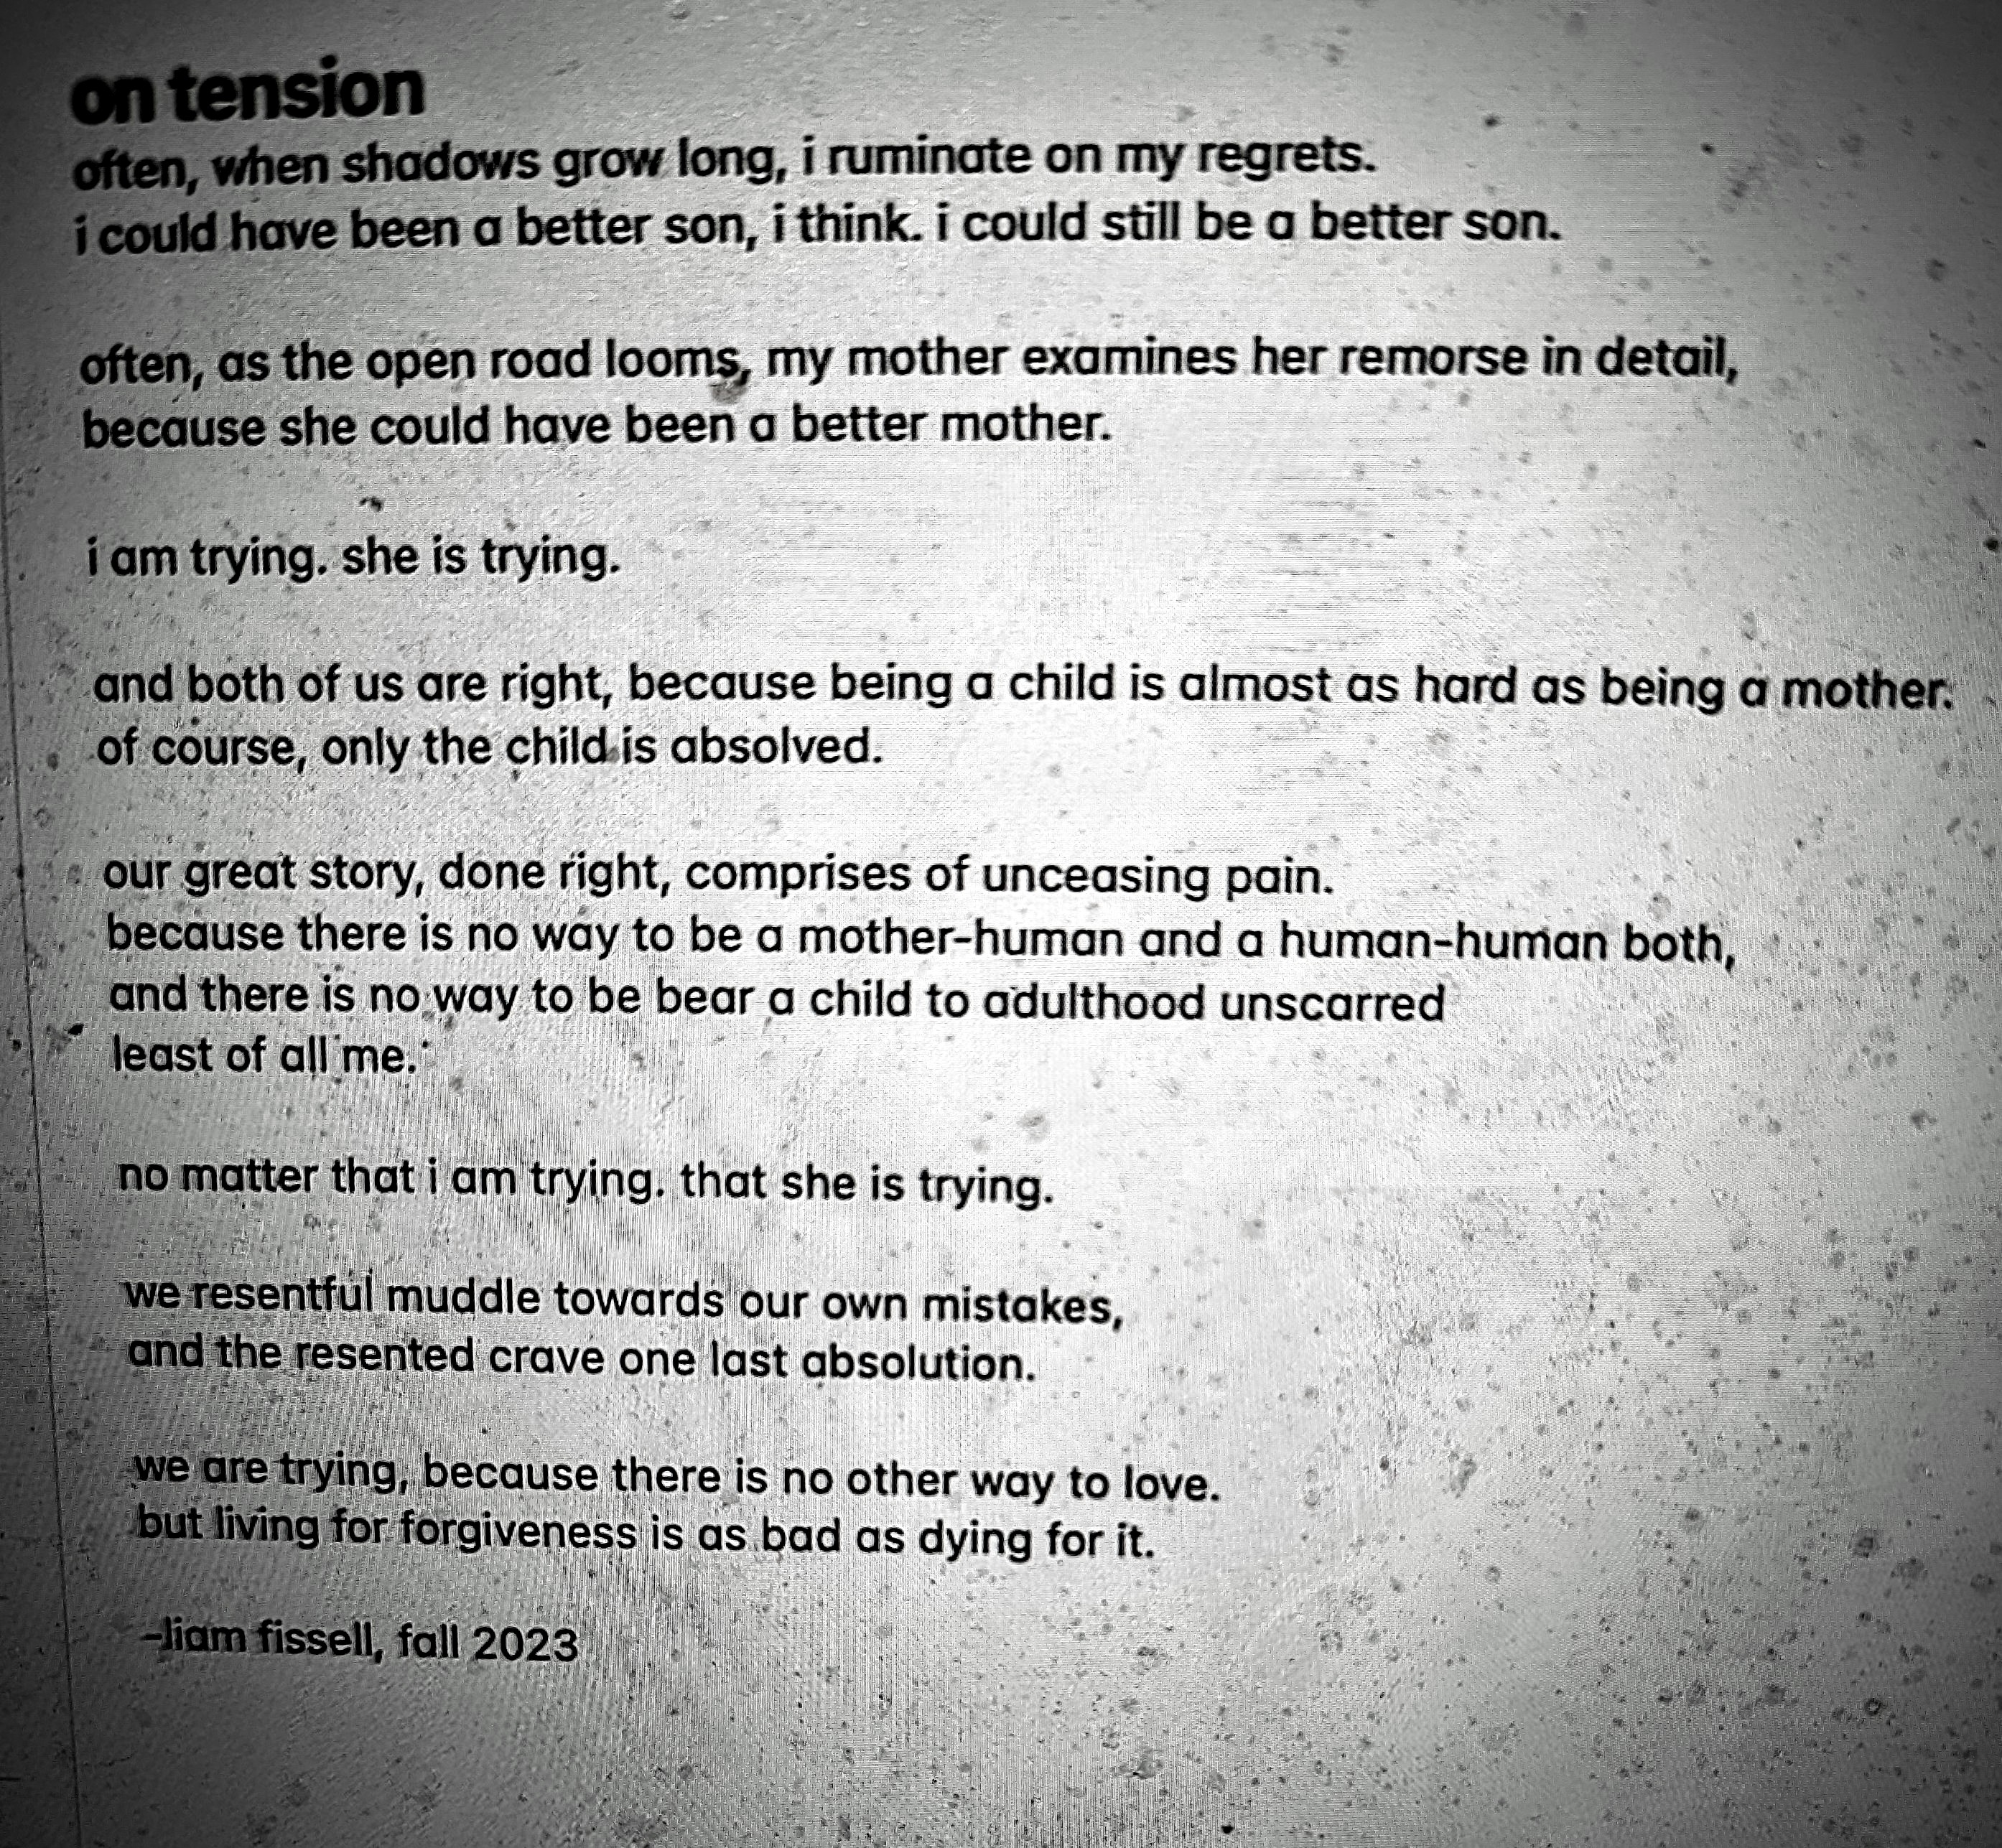 on tension
often, when shadows grow long, i ruminate on my regrets.
i could have been a better son, i think. i could still be a better son.
often, as the open road looms, my mother examines her remorse in detail,
because she could have been a better mother.
i am trying. she is trying.
and both of us are right, because being a child is almost as hard as being a mother.
of course, only the child is absolved.
our great story, done right, comprises of unceasing pain.
because there is no way to be a mother-human and a human-human both,
and there is no way to be bear a child to adulthood unscarred
least of all me.
no matter that i am trying. that she is trying.
we resentful muddle towards our own mistakes,
and the resented crave one last absolution.
we are trying, because there is no other way to love.
but living for forgiveness is as bad as dying for it.
-liam fissell, fall 2023